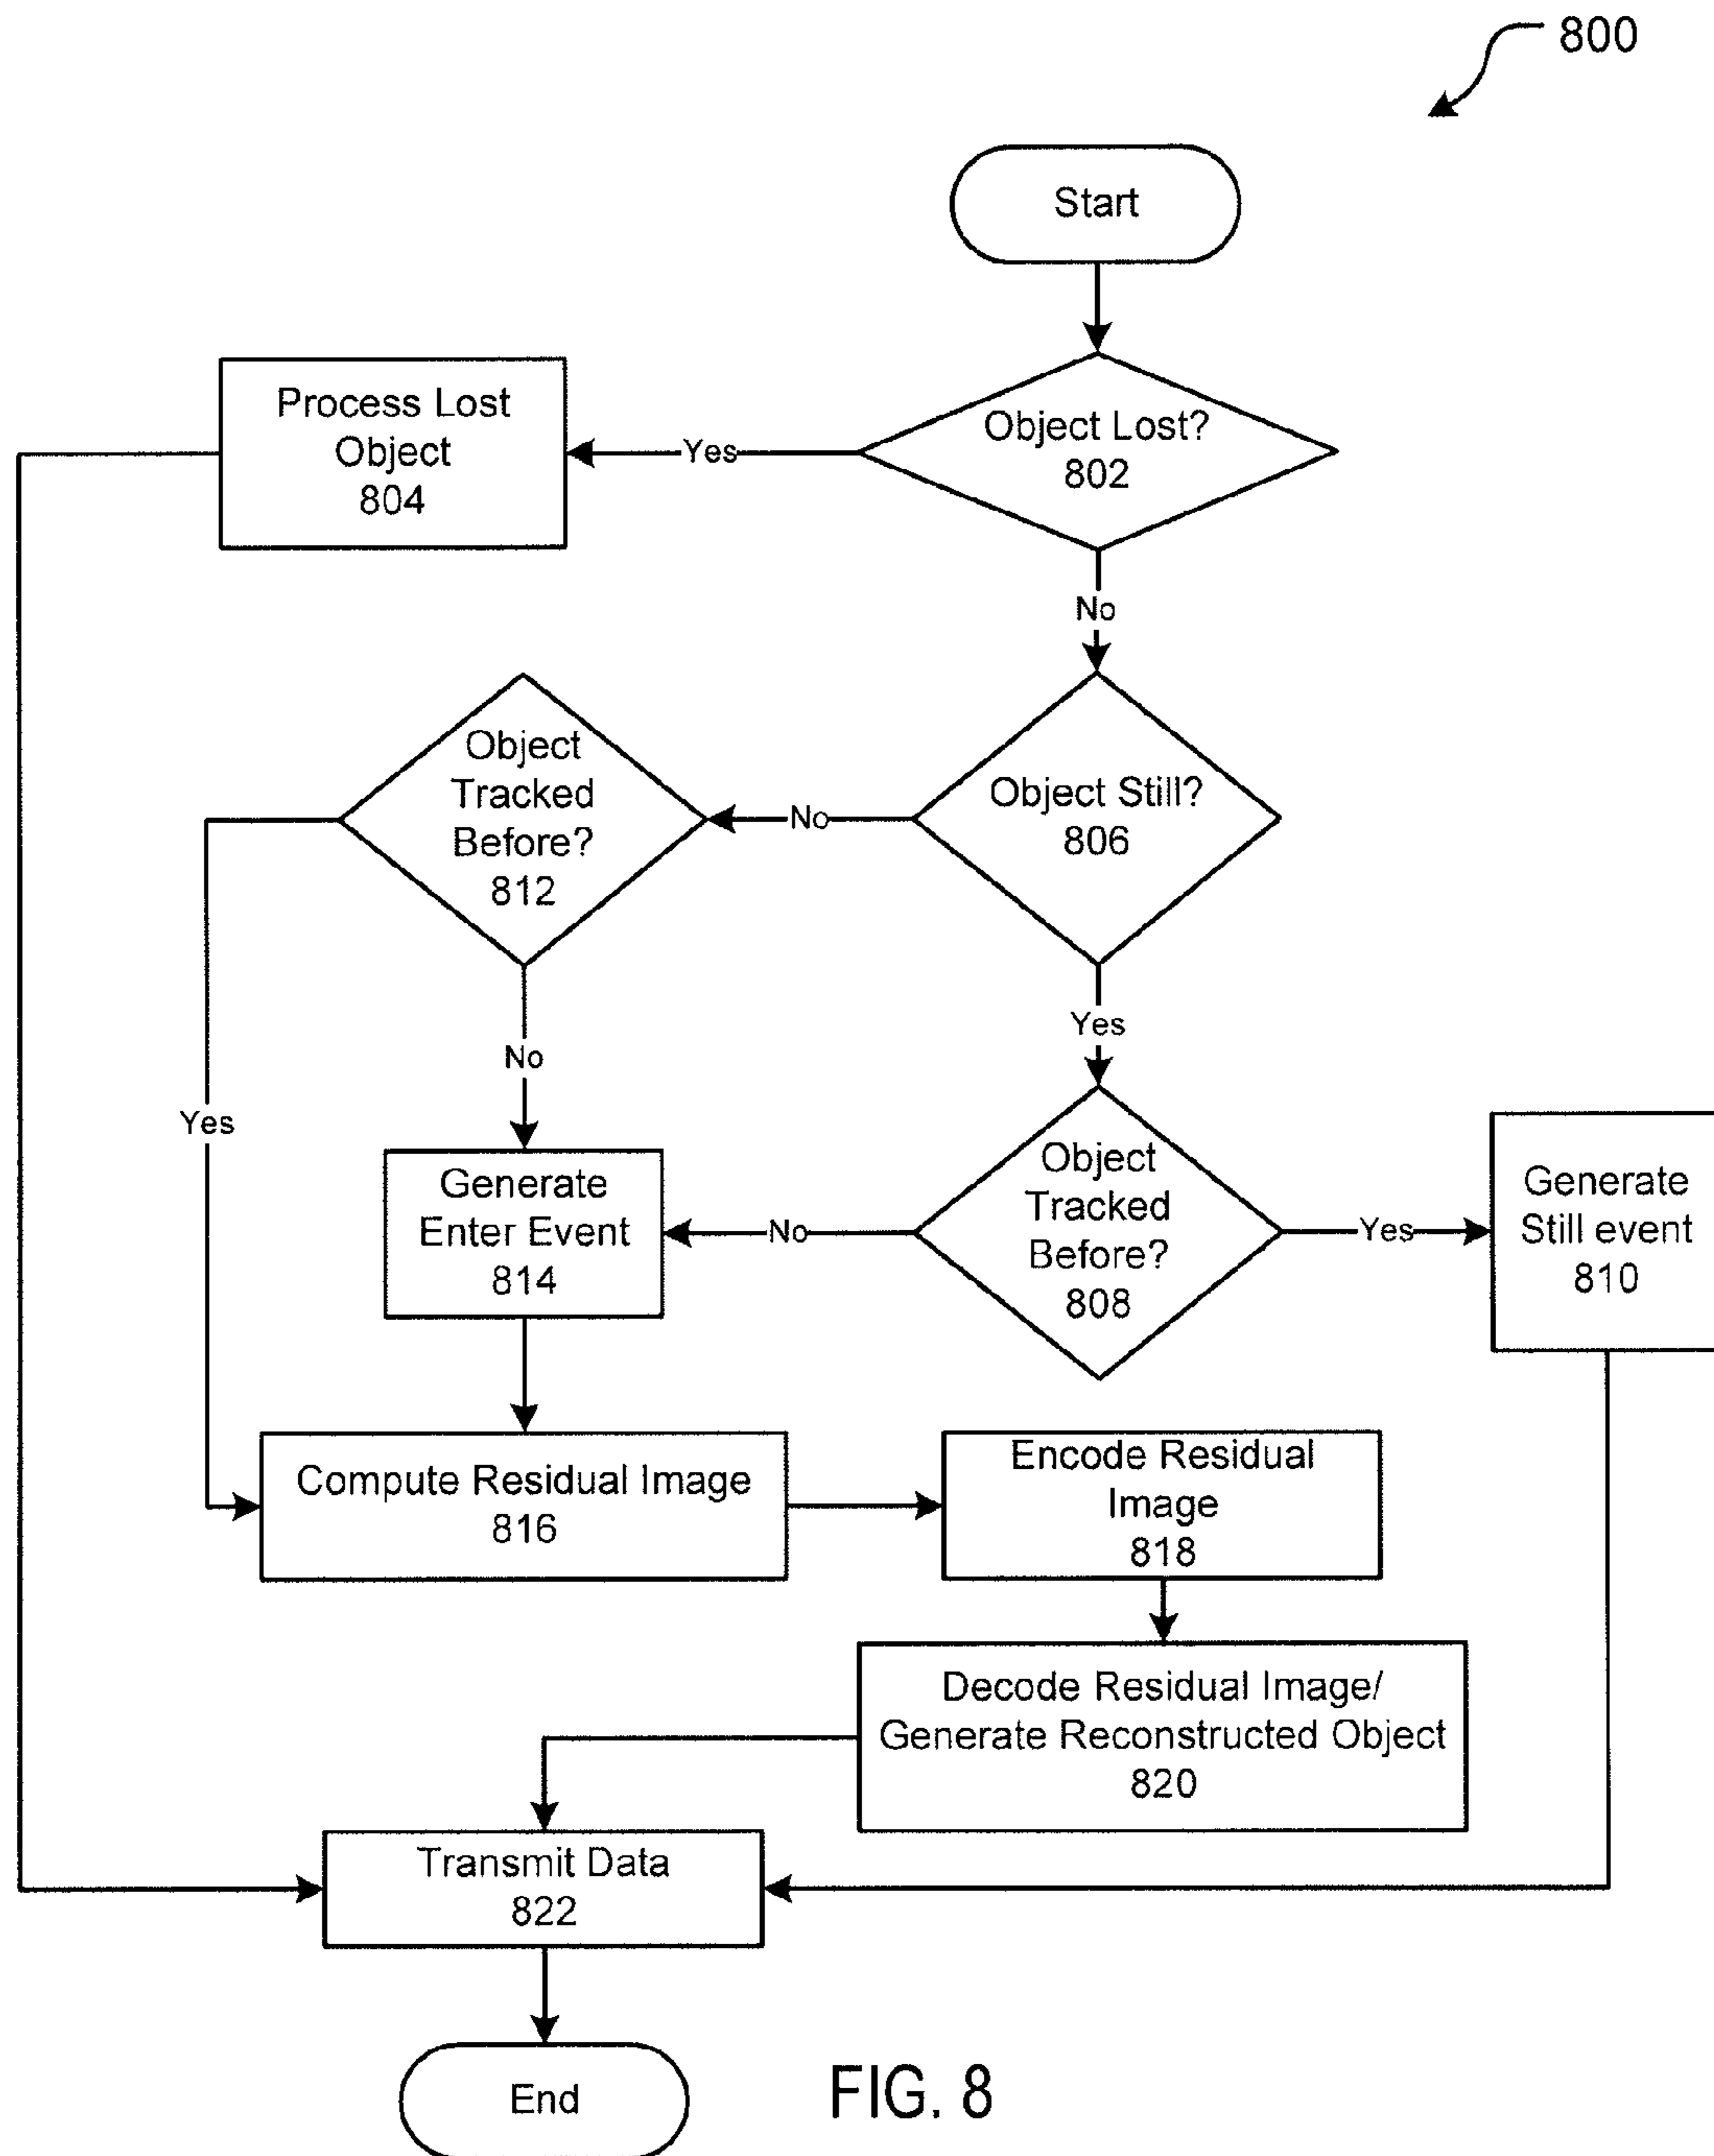 800
Start
Object Lost?
802
Yes
Process Lost
Object
804
No
Object Still?
806
No
Object
Tracked
Before?
812
Yes
No
Yes
Object
Tracked
Before?
808
No
Yes
Generate
Still event
810
Generate
Enter Event
814
Compute Residual Image
816
Encode Residual
Image
818
Decode Residual Image/
Generate Reconstructed Object
820
Transmit Data
822
End
FIG. 8